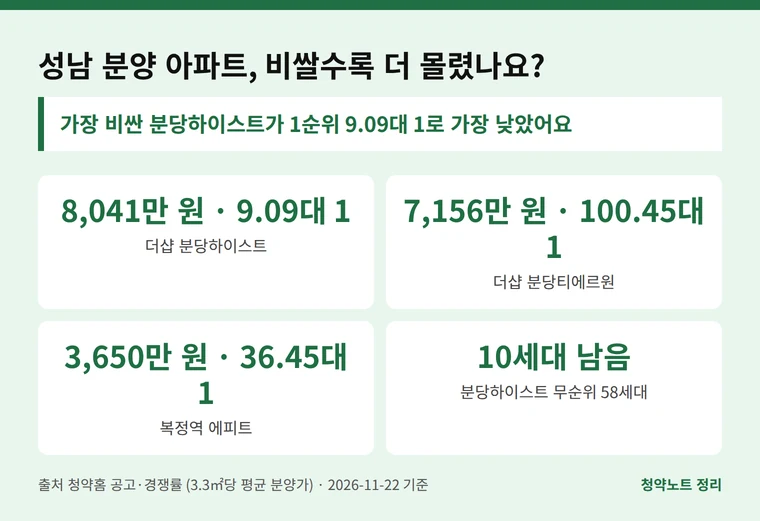 성남 분양 아파트, 비쌀수록 더 몰렸나요?
가장 비싼 분당하이스트가 1순위 9.09대 1로 가장 낮았어요
8,041만 원 · 9.09대 1
더샵 분당하이스트
7,156만 원 · 100.45대
1
더샵 분당티에르원
3,650만 원 · 36.45대
1
복정역 에피트
10세대 남음
분당하이스트 무순위 58세대
출처 청약홈 공고·경쟁률 (3.3㎡당 평균 분양가) · 2026-11-22 기준
청약노트 정리